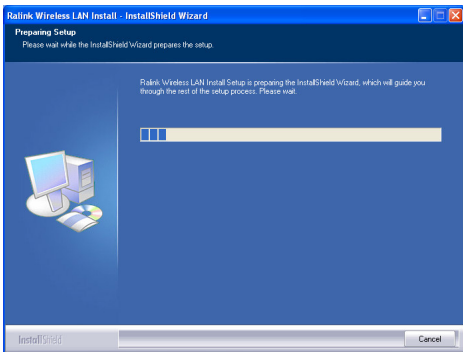 Ralink Wireless LAN Install - InstallShield Wizard
Preparing Setup
Please wait while the InstallShield Wizard prepares the setup.
Ralink Wireless LAN Install Setup is preparing the InstallShield Wizard, which will guide you
through the rest of the setup process. Please wait.
InstallShield
Cancel